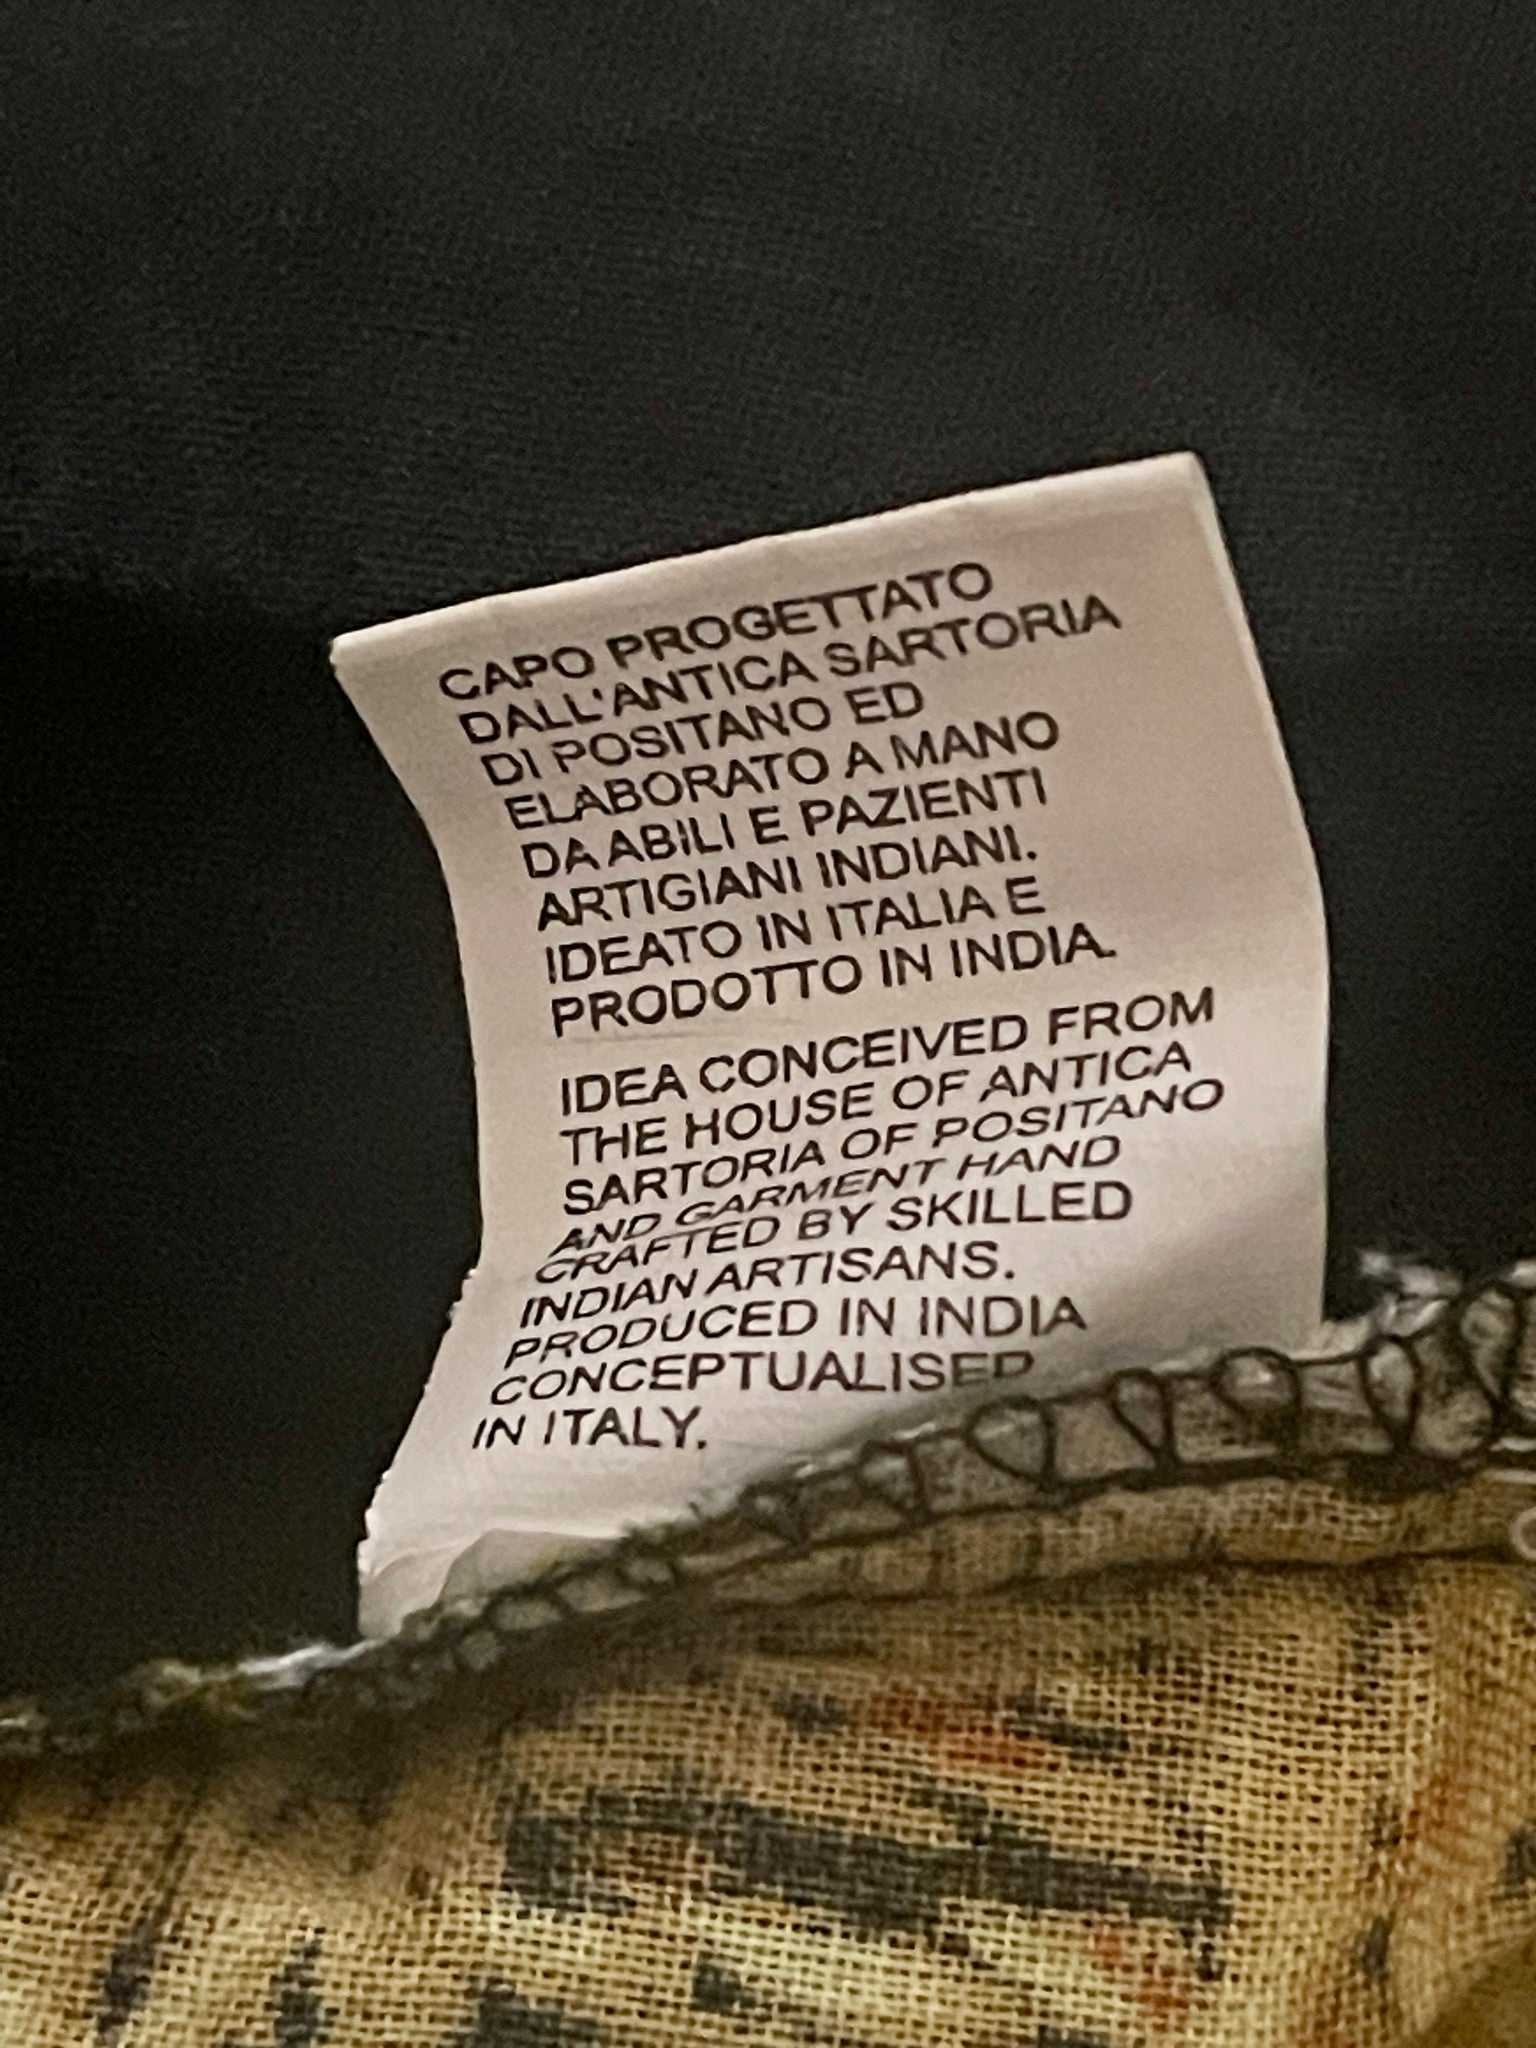 CAPO PROGETTATO
DALL'ANTICA SARTORIA
DI POSITANO ED
ELABORATO A MANO
DA ABILI E PAZIENTI
ARTIGIANI INDIANI.
IDEATO IN ITALIA E
PRODOTTO IN INDIA.
IDEA CONCEIVED FROM
THE HOUSE OF ANTICA
SARTORIA OF POSITANO
AND GARMENT HAND
CRAFTED BY SKILLED
INDIAN ARTISANS.
PRODUCED IN INDIA
CONCEPTUALISED
IN ITALY.